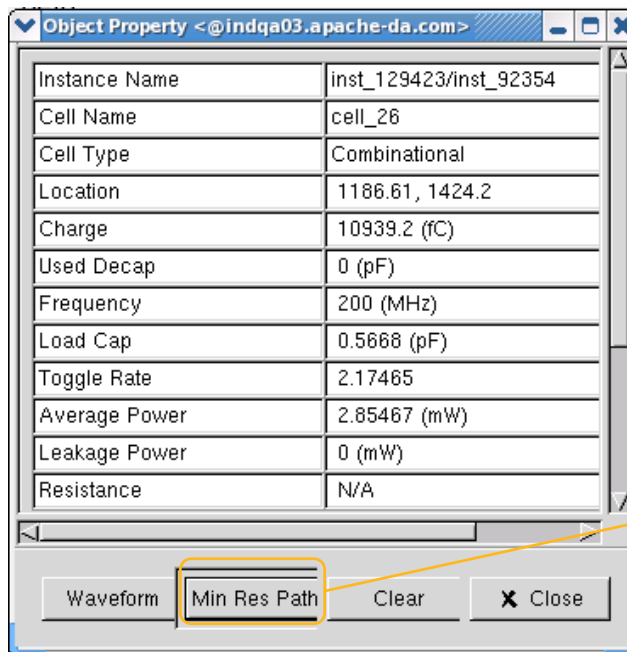 Object Property <@indqa03.apache-da.com>
Instance Name inst_129423/inst_92354
Cell Name cell_26
Cell Type Combinational
Location 1186.61, 1424.2
Charge 10939.2 (fC)
Used Decap 0 (pF)
Frequency 200 (MHz)
Load Cap 0.5668 (pF)
Toggle Rate 2.17465
Average Power 2.85467 (mW)
Leakage Power 0 (mW)
Resistance N/A
Waveform Min Res Path Clear X Close